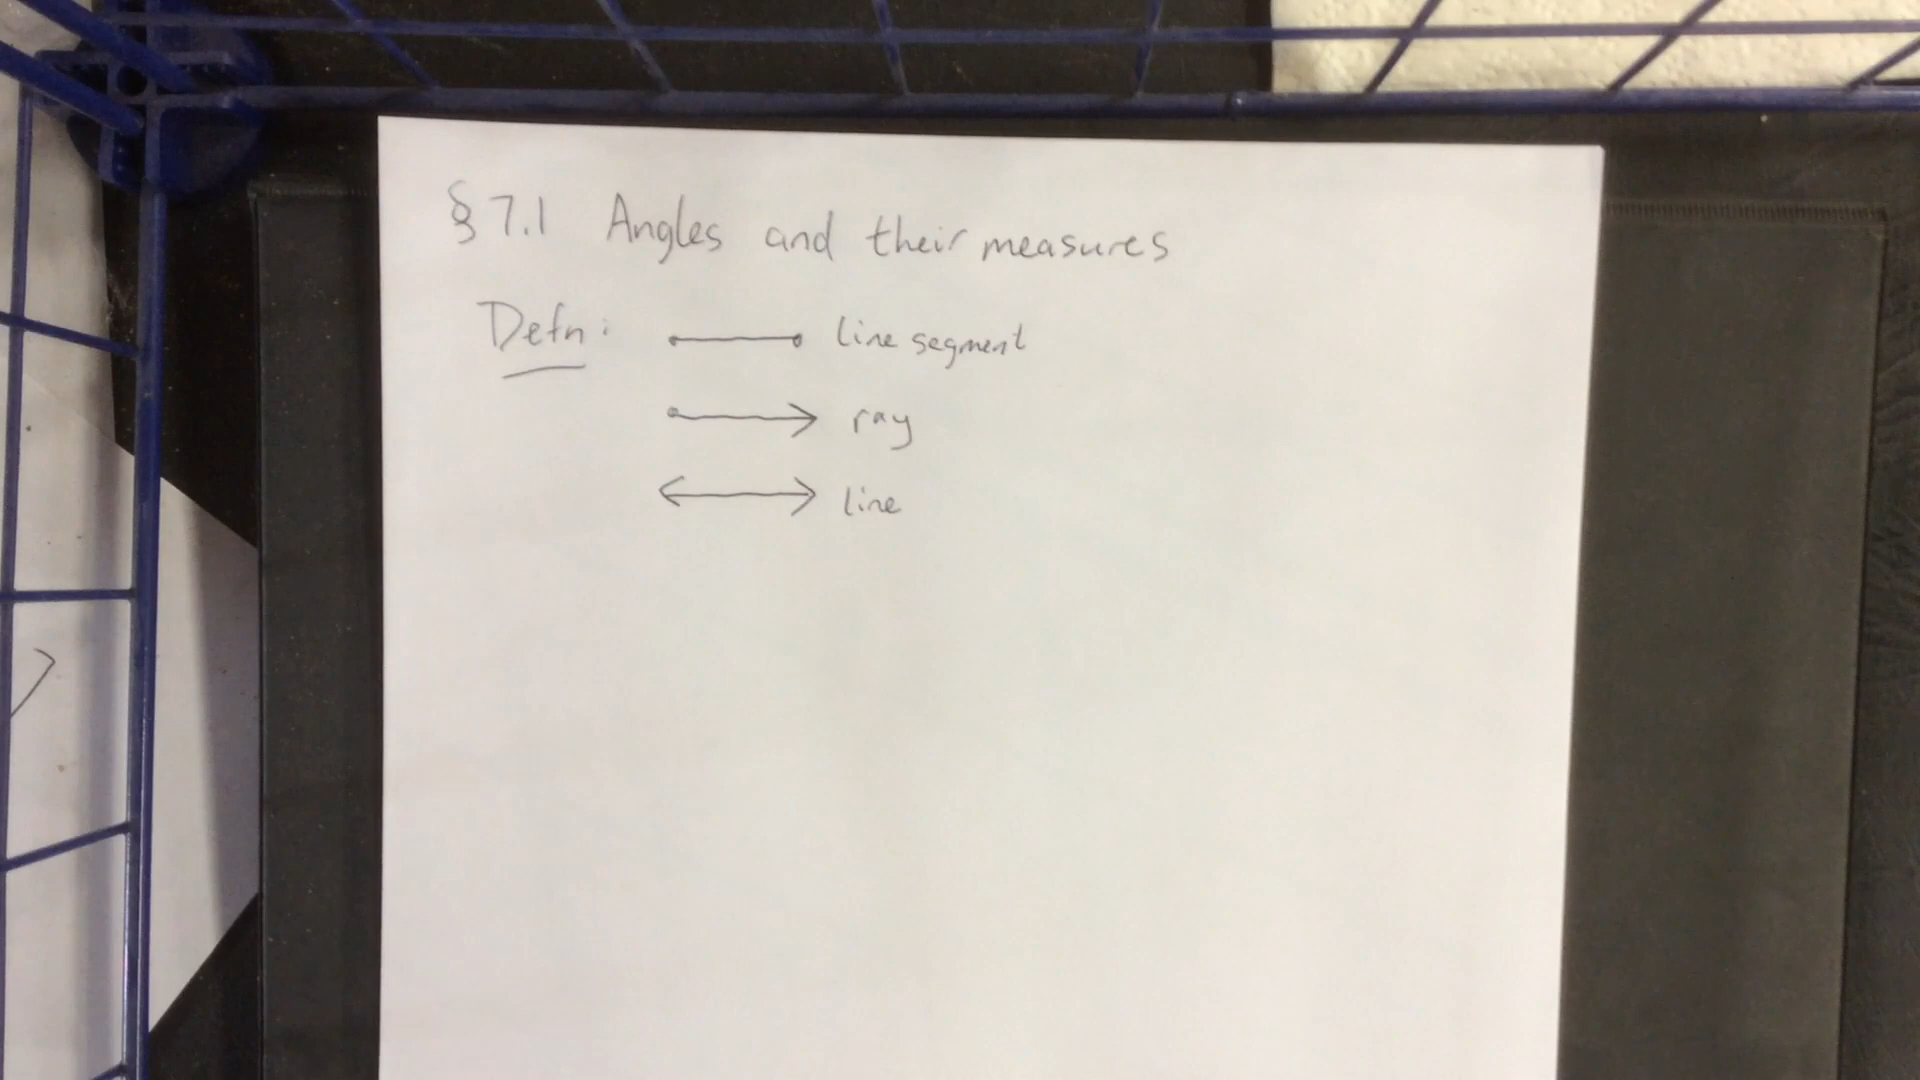 § 7.1 Angles and their measures
Defn: line segment
ray
line